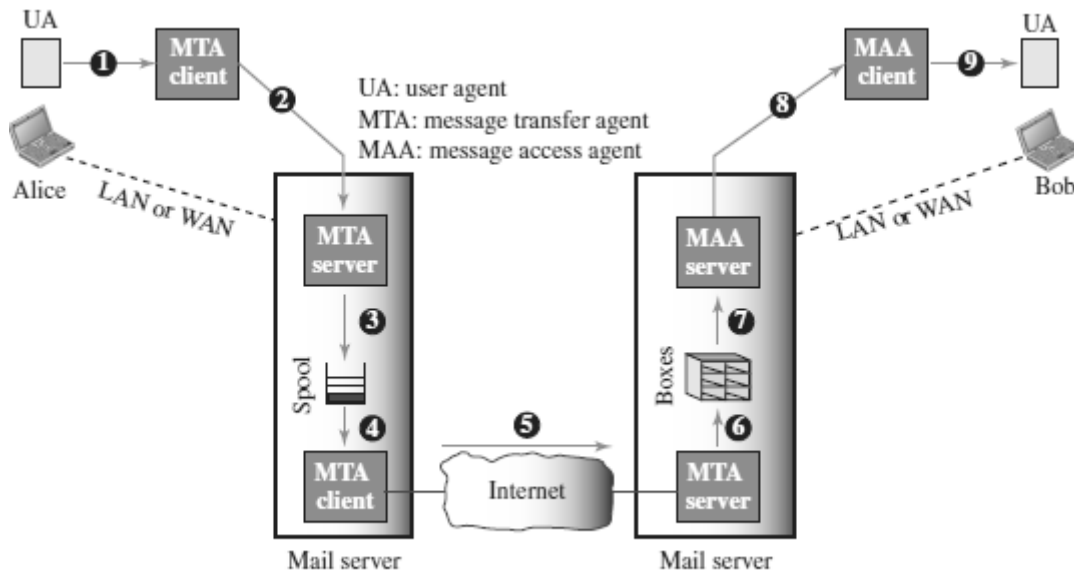 UA
1
MTA
client
2
UA: user agent
MTA: message transfer agent
MAA: message access agent
8
MAA
client
9
UA
Alice
LAN or WAN
Bob
LAN or WAN
MTA
server
3
Spool
4
MTA
client
Mail server
5
Internet
MAA
server
7
Boxes
6
MTA
server
Mail server